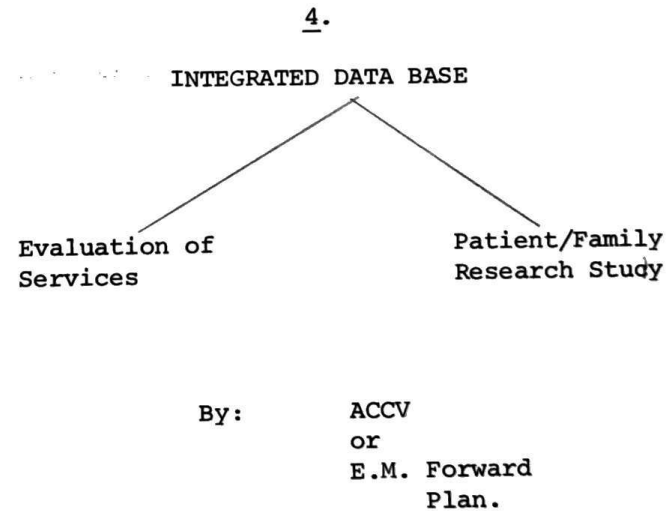 4.
INTEGRATED DATA BASE
Evaluation of
Services
Patient/Family
Research Study
By: ACCV
or
E.M. Forward
Plan.